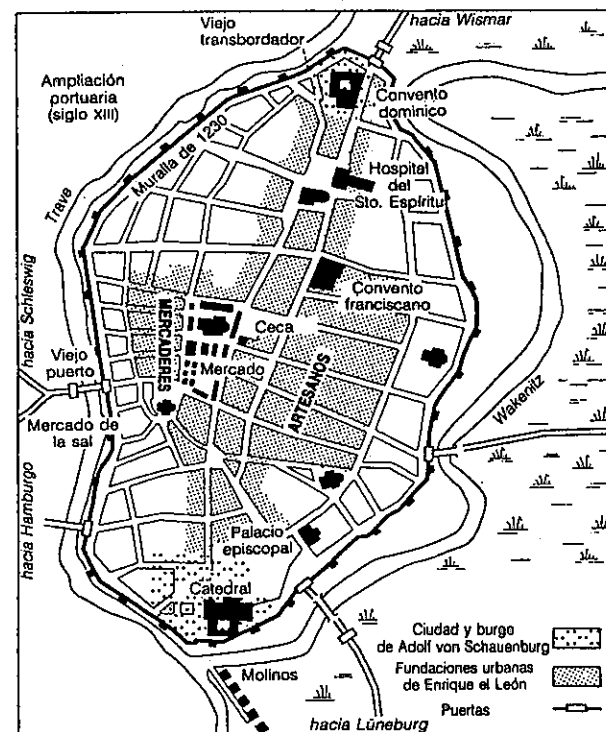 hacia Wismar
Viejo
transbordador
Ampliación
portuaria
(siglo XIII)
Convento
dominico
Muralla de 1230
Hospital
del
Sto. Espíritu
Trave
hacia Schleswig
Convento
franciscano
MERCADERES
Ceca
Mercado
ARTESANOS
Viejo
puerto
Mercado de
la sal
Wakenitz
hacia Hamburgo
Palacio
episcopal
Catedral
Molinos
hacia Lüneburg
Ciudad y burgo
de Adolf von Schauenburg
Fundaciones urbanas
de Enrique el León
Puertas